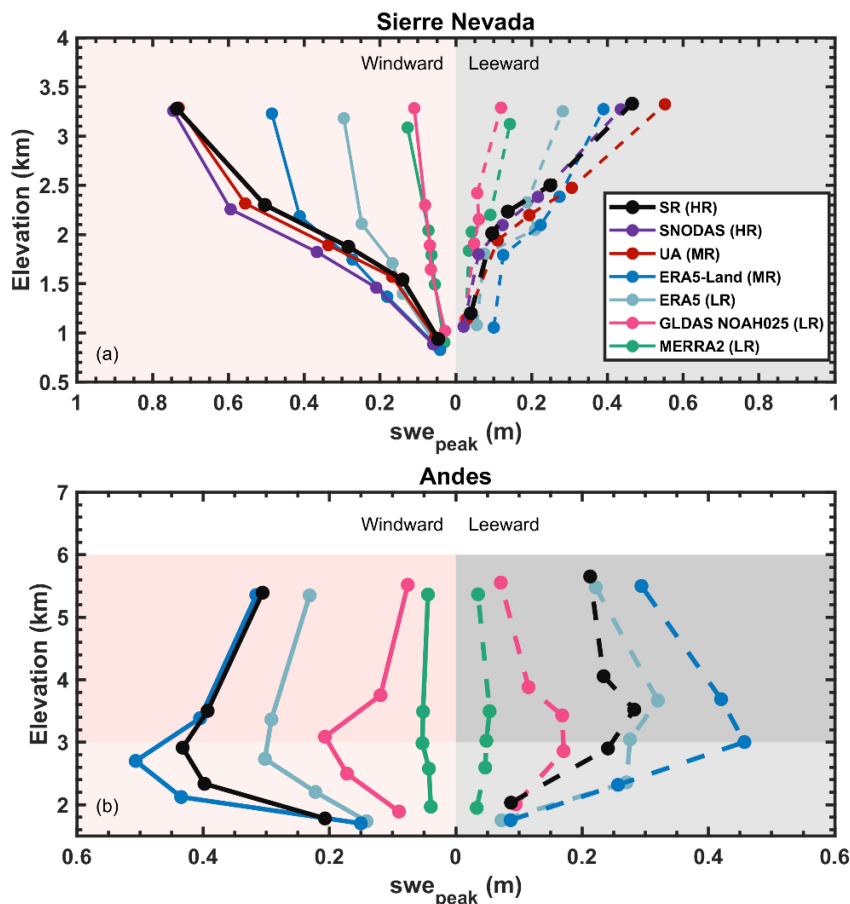 Sierre Nevada
4
3.5
3
2.5
2
1.5
1
0.5
Elevation (km)
Windward
Leeward
SR (HR)
SNODAS (HR)
UA (MR)
ERA5-Land (MR)
ERA5 (LR)
GLDAS NOAH025 (LR)
MERRA2 (LR)
(a)
1 0.8 0.6 0.4 0.2 0 0.2 0.4 0.6 0.8 1
swe_peak (m)
Andes
7
6
5
4
3
2
Elevation (km)
Windward
Leeward
(b)
0.6 0.4 0.2 0 0.2 0.4 0.6
swe_peak (m)